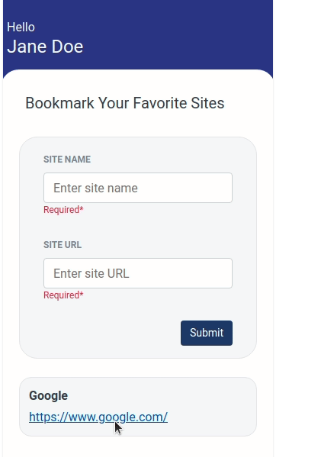 Hello
Jane Doe
Bookmark Your Favorite Sites
SITE NAME
Enter site name
Required*
SITE URL
Enter site URL
Required*
Submit
Google
https://www.google.com/